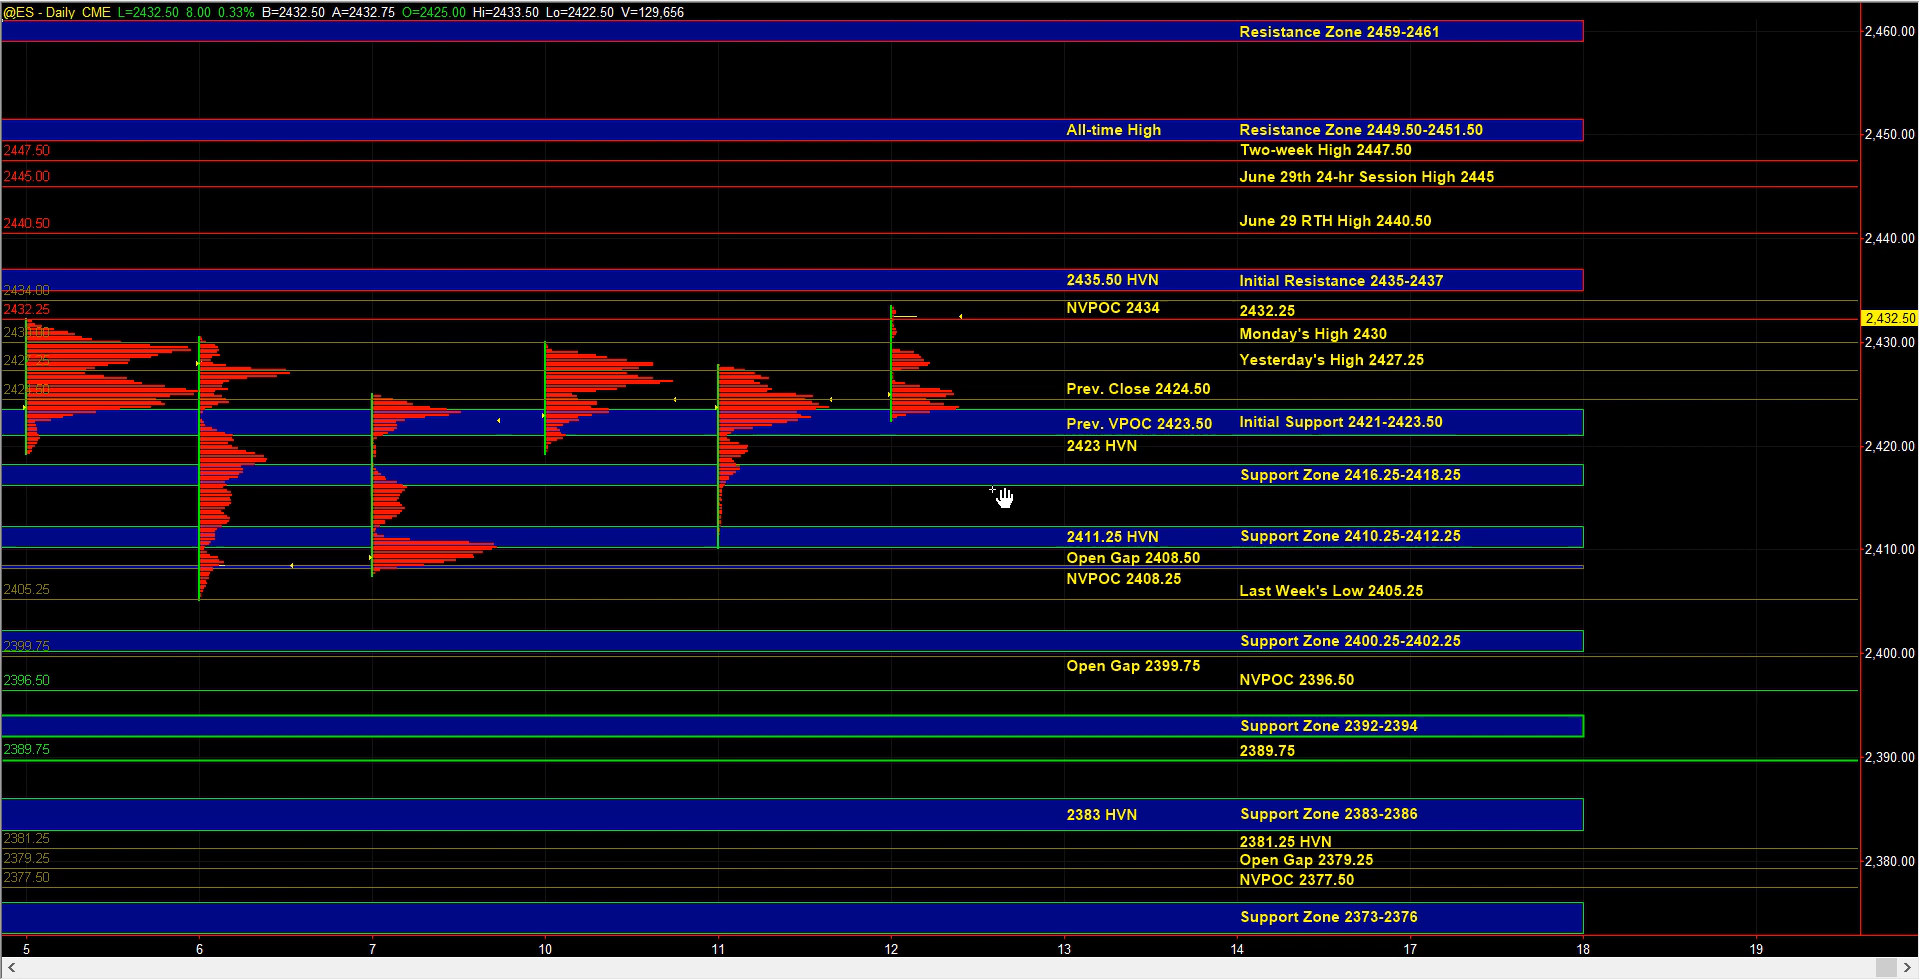 @ES - Daily CME L=2432.50 8.00 0.33% B=2432.50 A=2432.75 O=2425.00 Hi=2433.50 Lo=2422.50 V=129,656
Resistance Zone 2459-2461
2,460.00
All-time High Resistance Zone 2449.50-2451.50
2,450.00
2447.50 Two-week High 2447.50
2445.00 June 29th 24-hr Session High 2445
2440.50 June 29 RTH High 2440.50
2,440.00
2435.50 HVN Initial Resistance 2435-2437
2434.00
2432.25 NVPOC 2434 2432.25
2,432.50
2430.00 Monday's High 2430
2,430.00
2427.25 Yesterday's High 2427.25
2424.50 Prev. Close 2424.50
Prev. VPOC 2423.50 Initial Support 2421-2423.50
2423 HVN 2,420.00
Support Zone 2416.25-2418.25
2411.25 HVN Support Zone 2410.25-2412.25
2,410.00
Open Gap 2408.50
NVPOC 2408.25
2405.25 Last Week's Low 2405.25
2399.75 Support Zone 2400.25-2402.25
2,400.00
Open Gap 2399.75
2396.50 NVPOC 2396.50
Support Zone 2392-2394
2389.75 2389.75
2,390.00
2383 HVN Support Zone 2383-2386
2381.25 2381.25 HVN
2379.25 Open Gap 2379.25 2,380.00
2377.50 NVPOC 2377.50
Support Zone 2373-2376
5 6 7 10 11 12 13 14 17 18 19